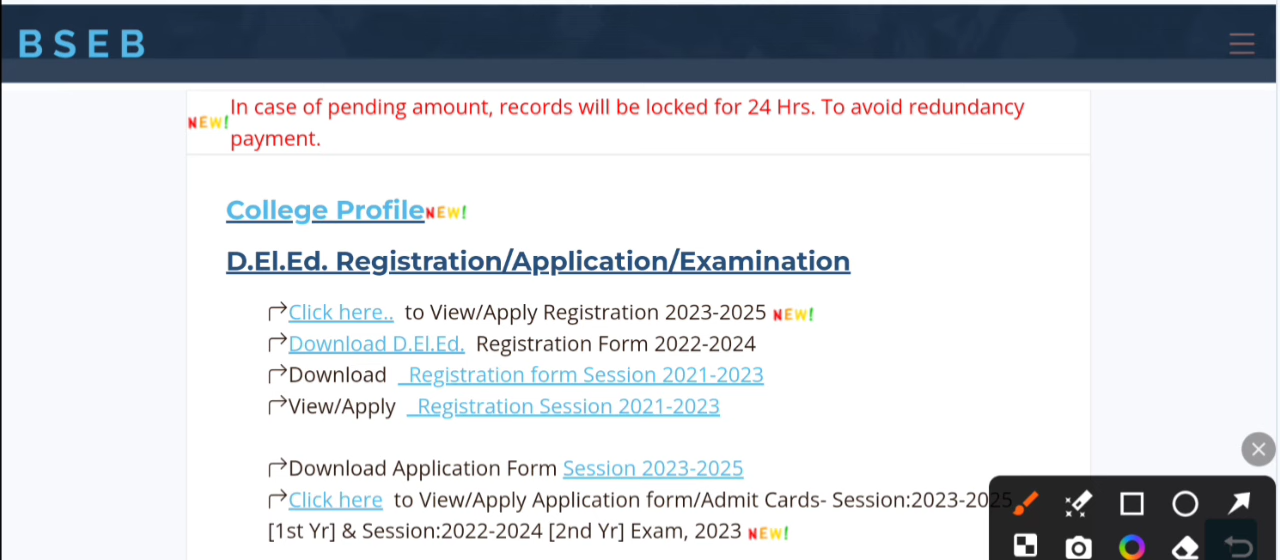 BSEB
In case of pending amount, records will be locked for 24 Hrs. To avoid redundancy
NEW!
payment.
College Profile NEW!
D.El.Ed. Registration/Application/Examination
Click here.. to View/Apply Registration 2023-2025 NEW!
Download D.El.Ed. Registration Form 2022-2024
Download Registration form Session 2021-2023
View/Apply Registration Session 2021-2023
Download Application Form Session 2023-2025
Click here to View/Apply Application form/Admit Cards- Session:2023-2025
[1st Yr] & Session:2022-2024 [2nd Yr] Exam, 2023 NEW!